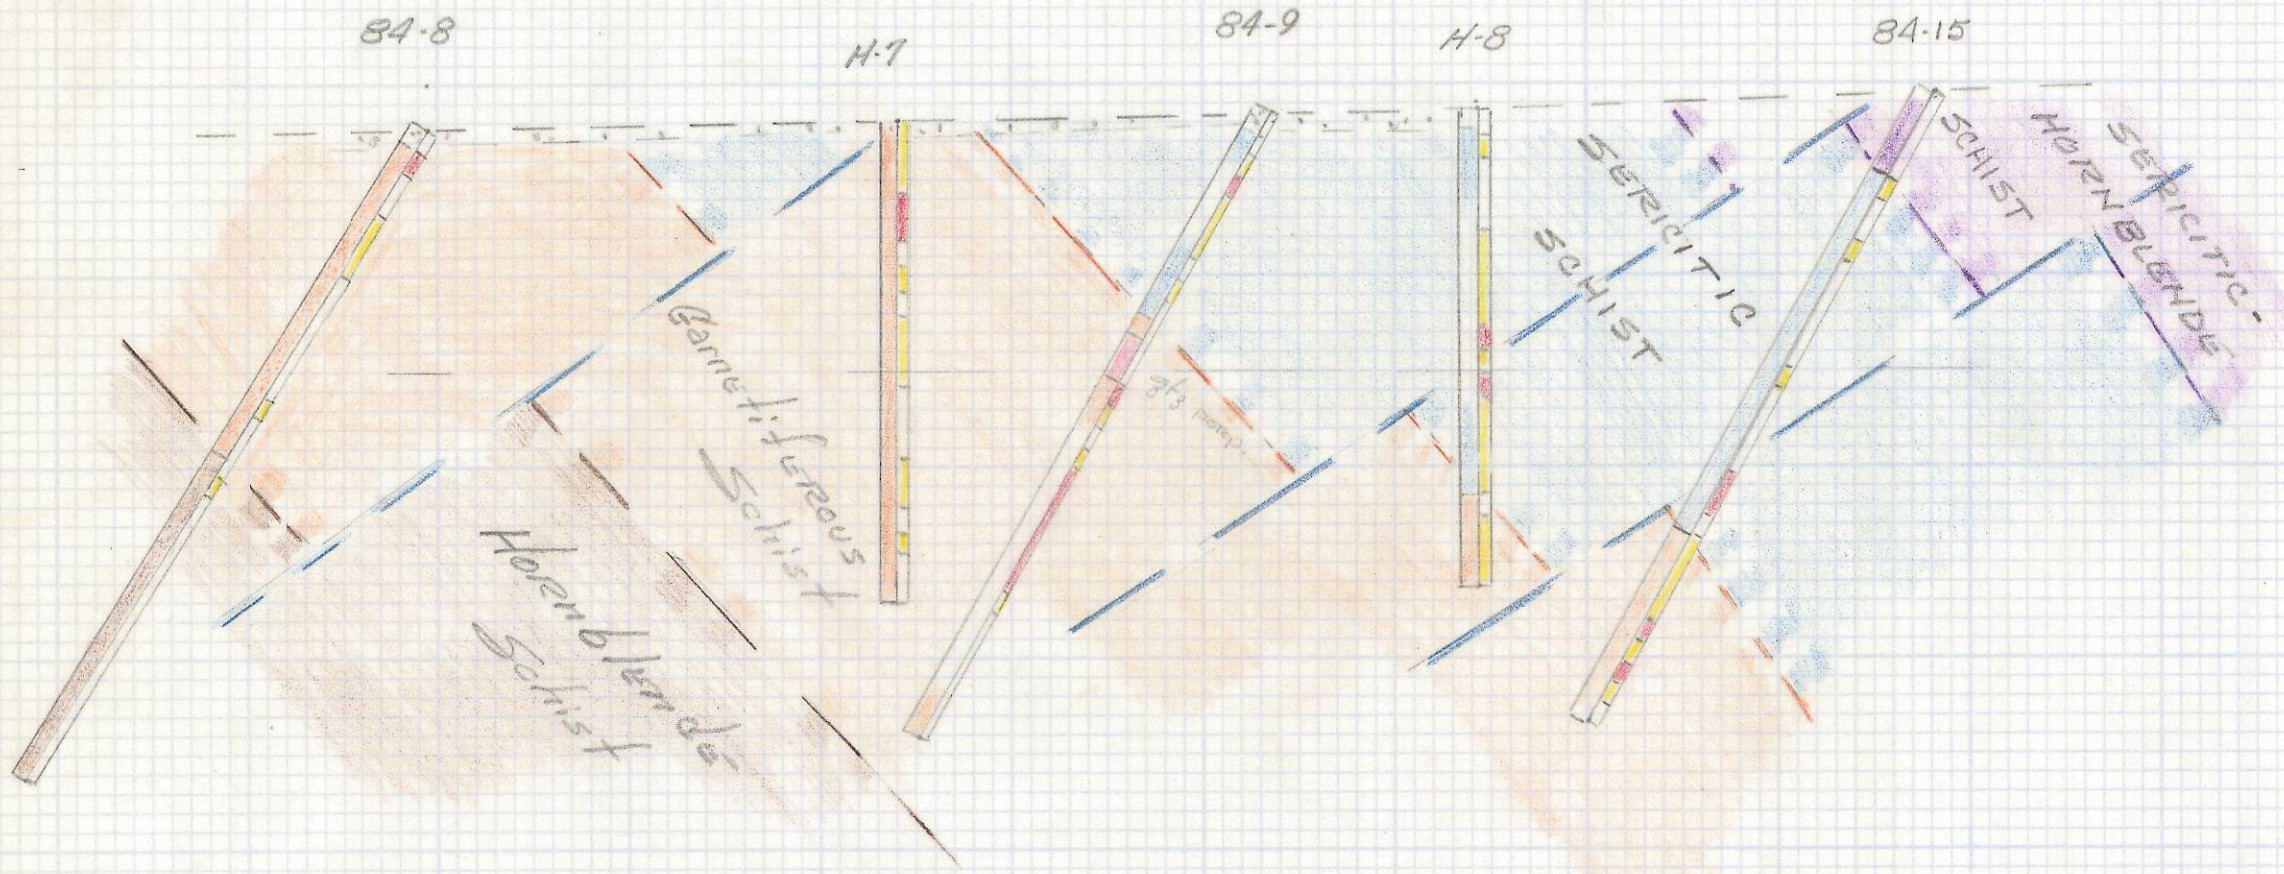 84-8
H-7
84-9
H-8
84-15
Garnetiferous
Schist
Hornblende
Schist
SERICITIC
SCHIST
SERICITIC-
HORNBLENDE
SCHIST